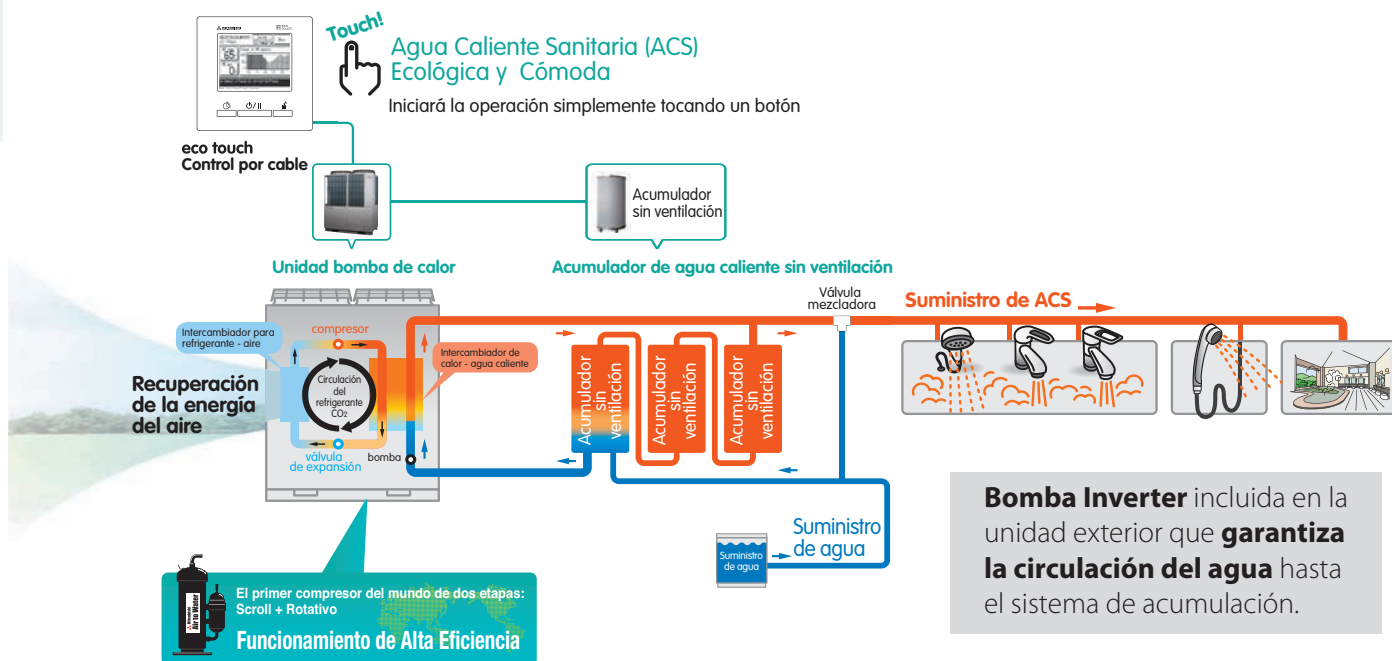 Touch!
Agua Caliente Sanitaria (ACS)
Ecológica y Cómoda
Iniciará la operación simplemente tocando un botón
eco touch
Control por cable
Acumulador
sin ventilación
Unidad bomba de calor
Acumulador de agua caliente sin ventilación
Válvula
mezcladora
Suministro de ACS
Intercambiador para
refrigerante - aire
compresor
Intercambiador de
calor - agua caliente
Recuperación
de la energía
del aire
Circulación
del
refrigerante
CO2
válvula
de expansión
bomba
Acumulador
sin
ventilación
Acumulador
sin
ventilación
Acumulador
sin
ventilación
Suministro
de agua
Suministro
de agua
Bomba Inverter incluida en la
unidad exterior que garantiza
la circulación del agua hasta
el sistema de acumulación.
Air to Water
El primer compresor del mundo de dos etapas:
Scroll + Rotativo
Funcionamiento de Alta Eficiencia